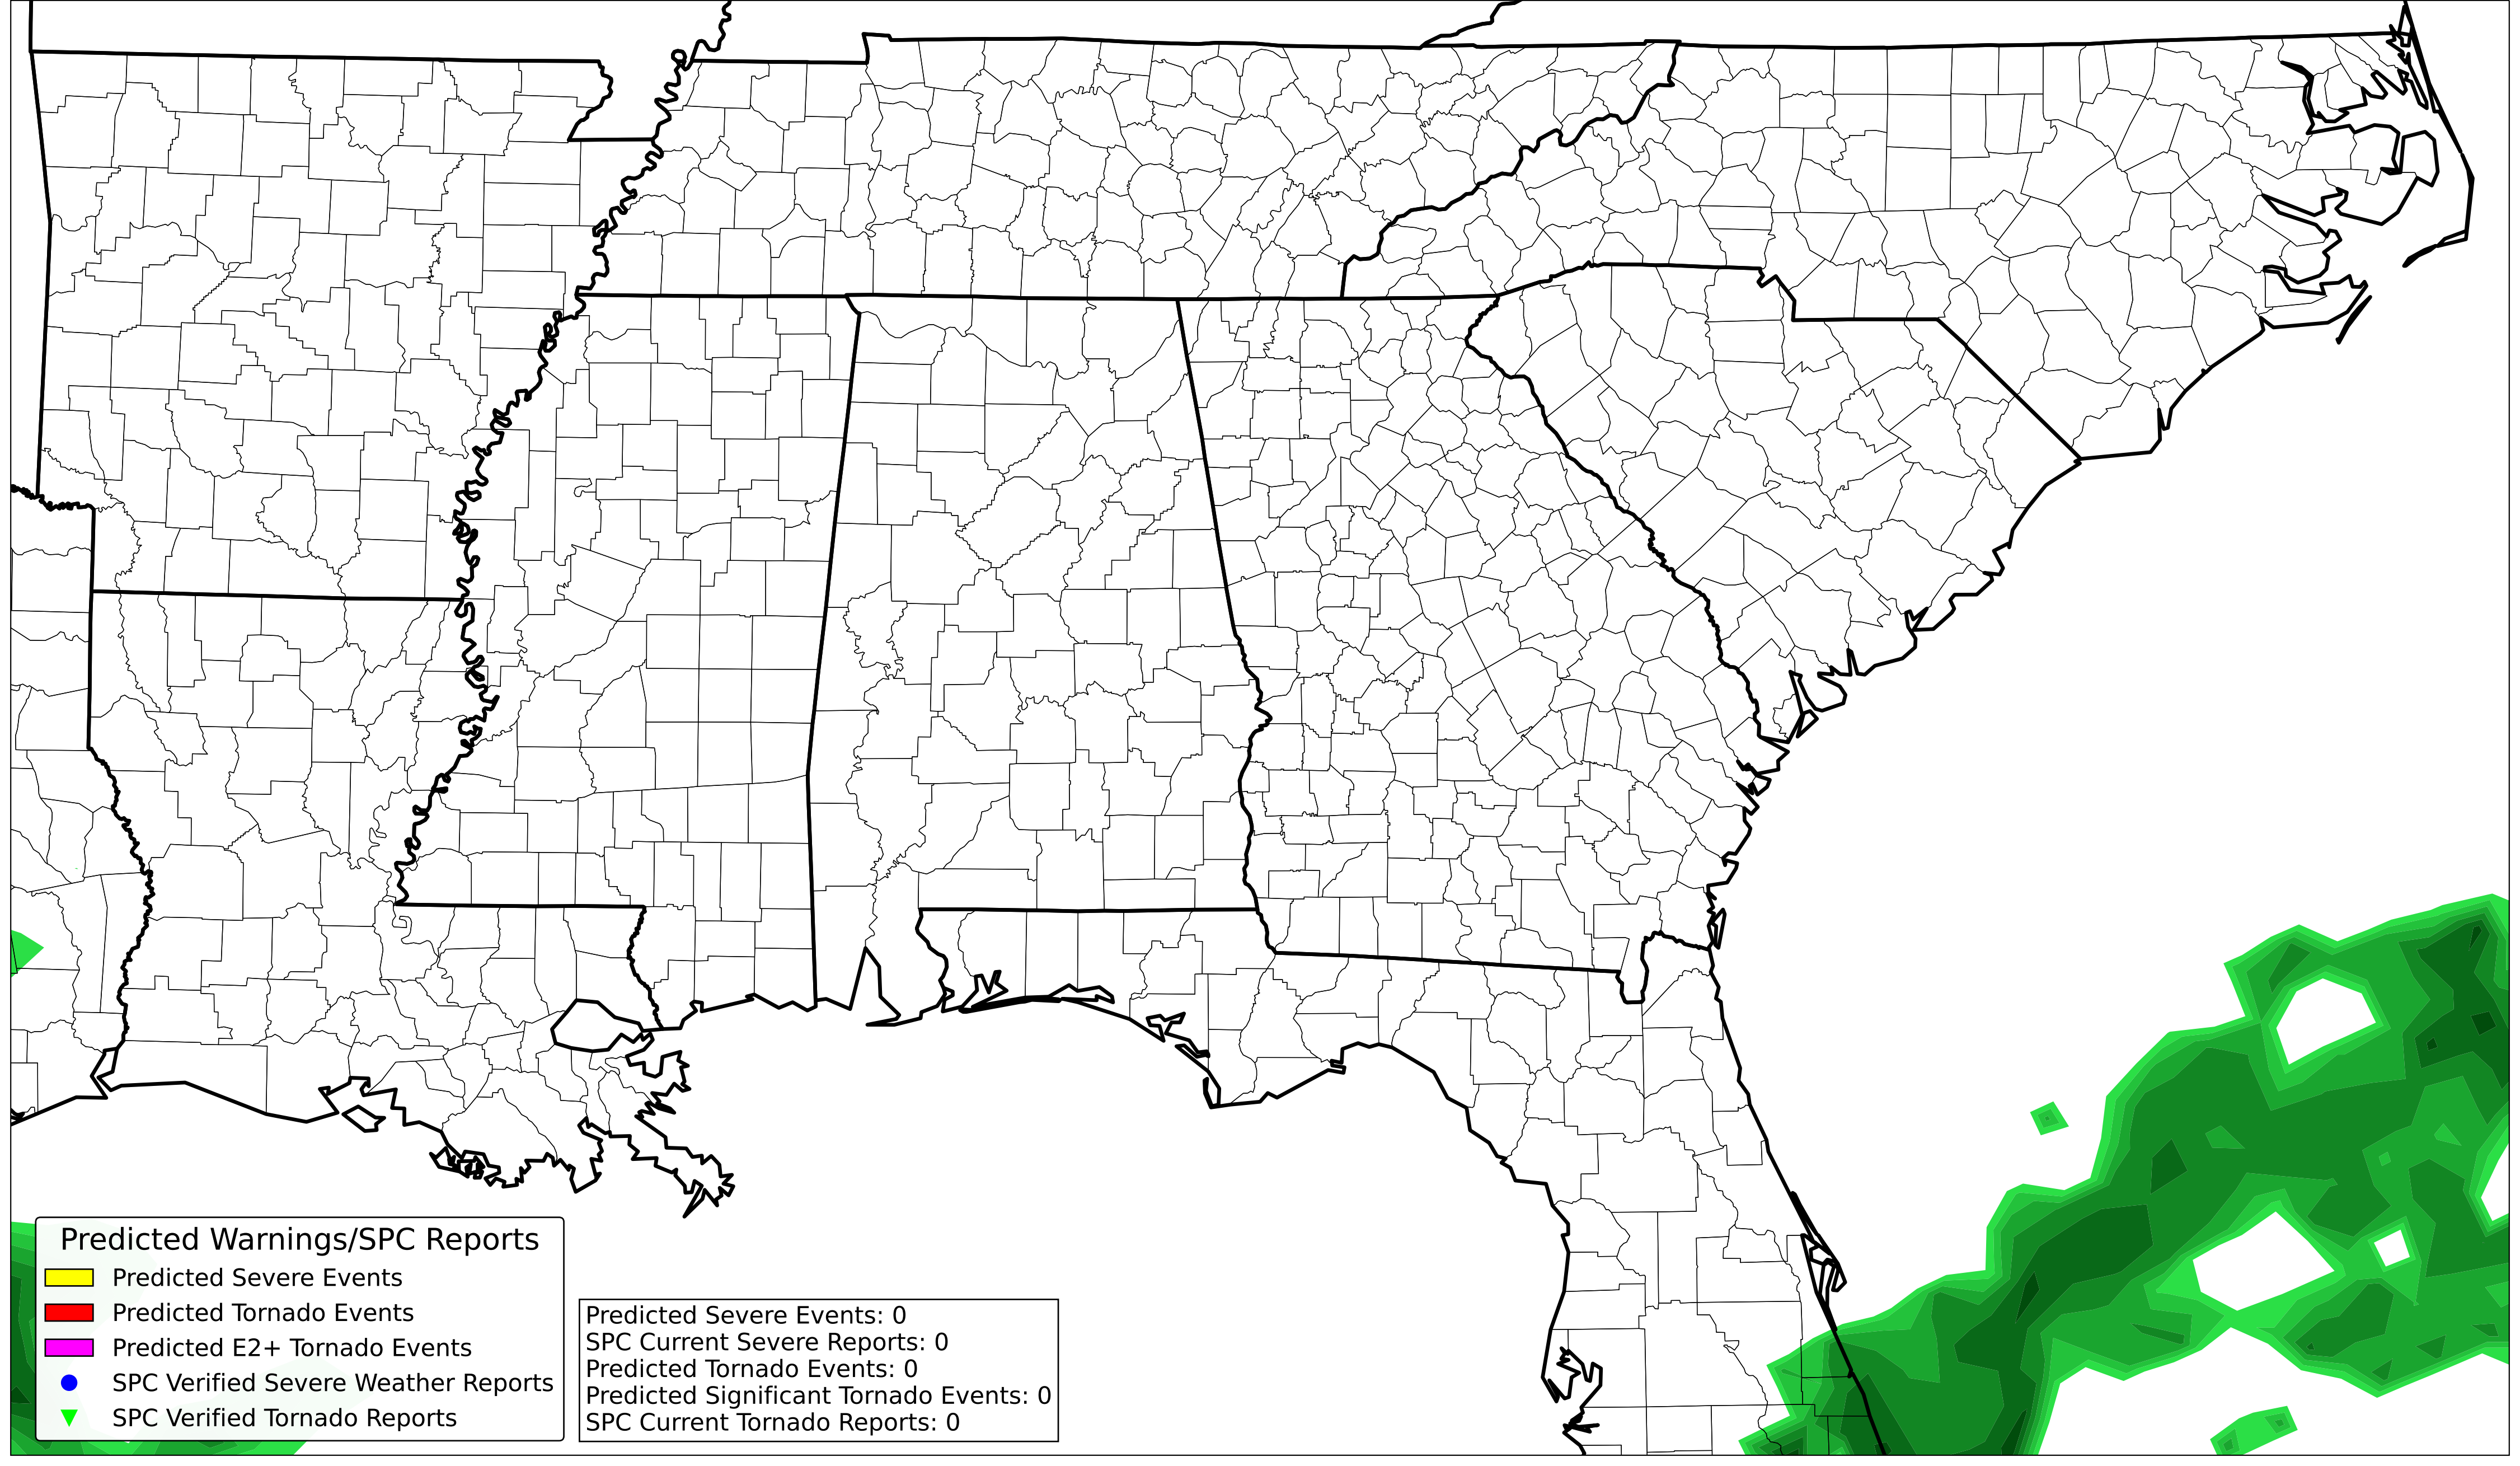 Predicted Warnings/SPC Reports
Predicted Severe Events
Predicted Tornado Events
Predicted E2+ Tornado Events
SPC Verified Severe Weather Reports
SPC Verified Tornado Reports
Predicted Severe Events: 0
SPC Current Severe Reports: 0
Predicted Tornado Events: 0
Predicted Significant Tornado Events: 0
SPC Current Tornado Reports: 0